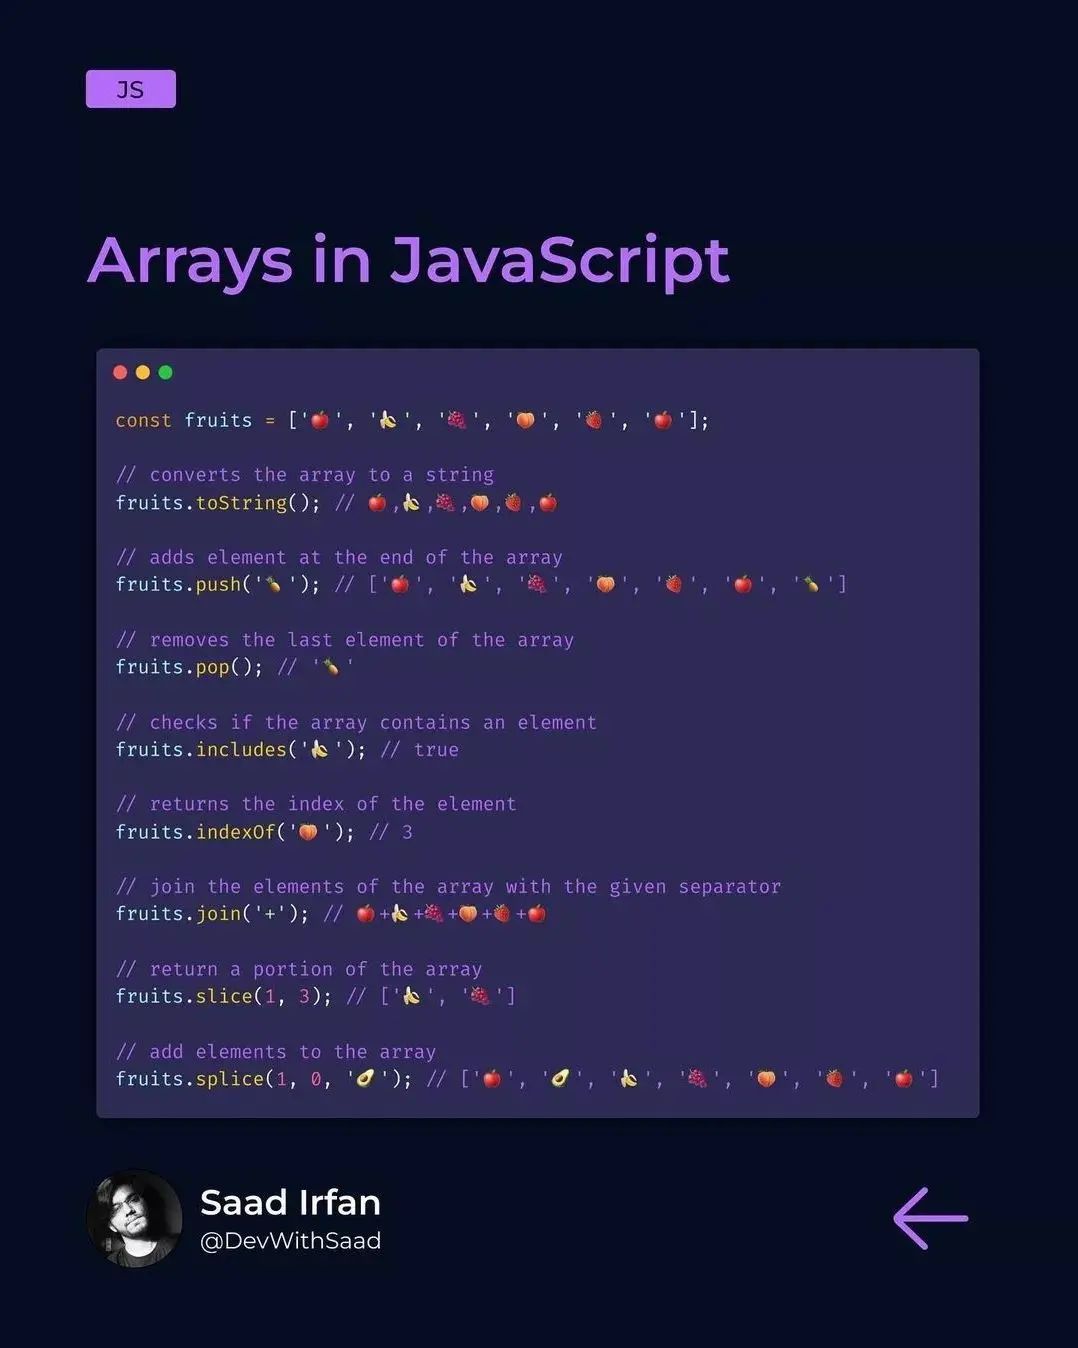 JS
Arrays in JavaScript
const fruits = ['🍎', '🍌', '🍇', '🍑', '🍓', '🍎'];
// converts the array to a string
fruits.toString(); // 🍎,🍌,🍇,🍑,🍓,🍎
// adds element at the end of the array
fruits.push('🍍'); // ['🍎', '🍌', '🍇', '🍑', '🍓', '🍎', '🍍']
// removes the last element of the array
fruits.pop(); // '🍍'
// checks if the array contains an element
fruits.includes('🍌'); // true
// returns the index of the element
fruits.indexOf('🍑'); // 3
// join the elements of the array with the given separator
fruits.join('+'); // 🍎+🍌+🍇+🍑+🍓+🍎
// return a portion of the array
fruits.slice(1, 3); // ['🍌', '🍇']
// add elements to the array
fruits.splice(1, 0, '🥑'); // ['🍎', '🥑', '🍌', '🍇', '🍑', '🍓', '🍎']
Saad Irfan
@DevWithSaad